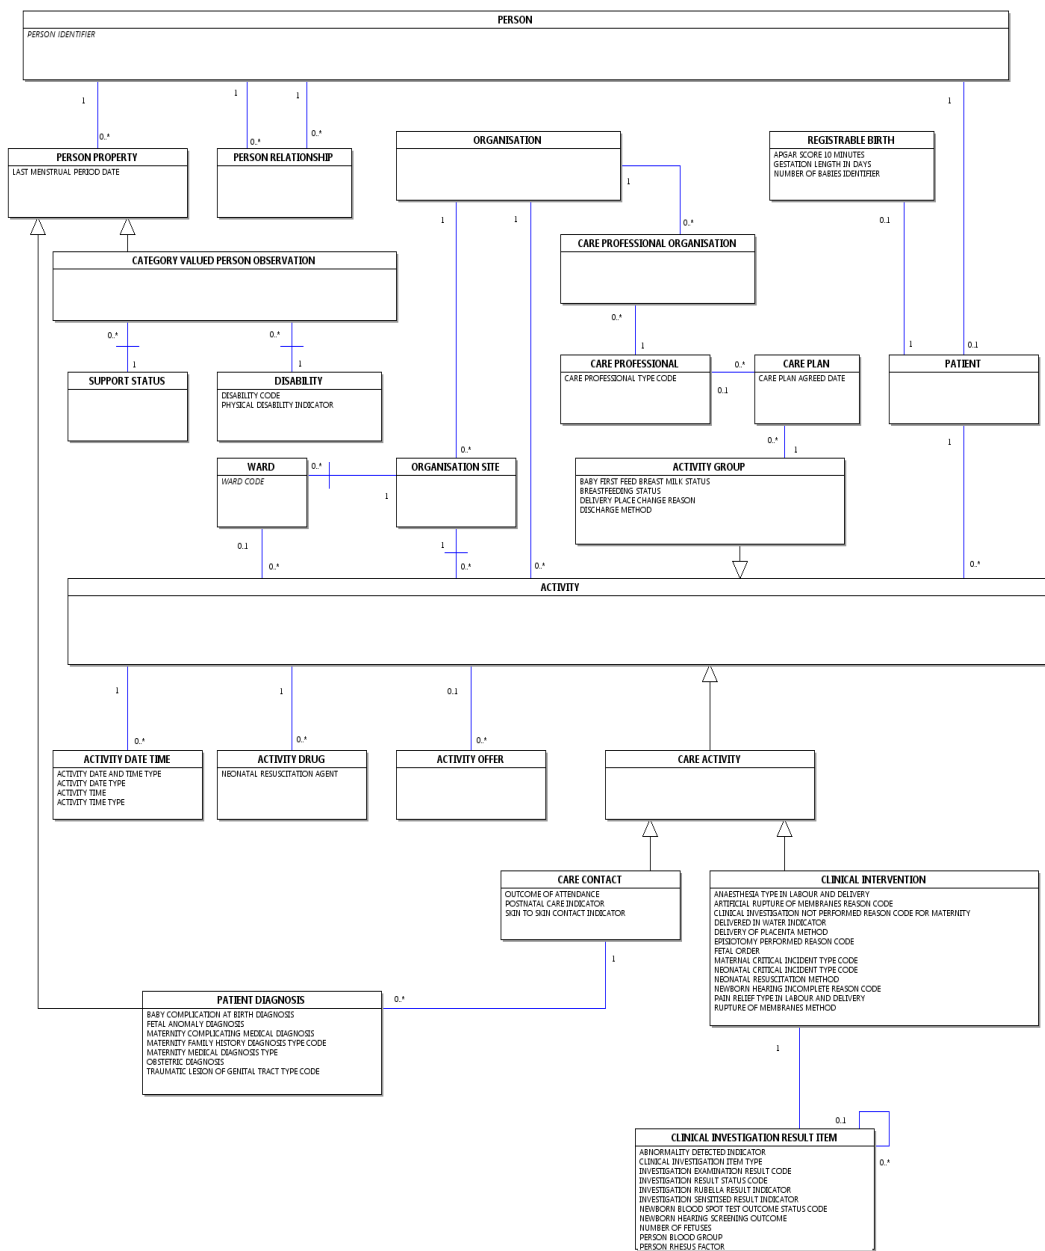 PERSON
PERSON IDENTIFIER
1
1
1
1
0..*
0..*
0..*
PERSON PROPERTY
LAST MENSTRUAL PERIOD DATE
PERSON RELATIONSHIP
ORGANISATION
REGISTRABLE BIRTH
APGAR SCORE 10 MINUTES
GESTATION LENGTH IN DAYS
NUMBER OF BABIES IDENTIFIER
1
1
1
0..*
0..1
CARE PROFESSIONAL ORGANISATION
CATEGORY VALUED PERSON OBSERVATION
0..*
0..*
0..*
1
1
1
1
0..1
SUPPORT STATUS
DISABILITY
DISABILITY CODE
PHYSICAL DISABILITY INDICATOR
CARE PROFESSIONAL
CARE PROFESSIONAL TYPE CODE
0..*
0..1
CARE PLAN
CARE PLAN AGREED DATE
PATIENT
0..*
1
1
0..*
WARD
WARD CODE
0..*
1
ORGANISATION SITE
ACTIVITY GROUP
BABY FIRST FEED BREAST MILK STATUS
BREASTFEEDING STATUS
DELIVERY PLACE CHANGE REASON
DISCHARGE METHOD
0..1
1
0..*
0..*
0..*
0..*
ACTIVITY
1
1
0..1
0..*
0..*
0..*
ACTIVITY DATE TIME
ACTIVITY DATE AND TIME TYPE
ACTIVITY DATE TYPE
ACTIVITY TIME
ACTIVITY TIME TYPE
ACTIVITY DRUG
NEONATAL RESUSCITATION AGENT
ACTIVITY OFFER
CARE ACTIVITY
CARE CONTACT
OUTCOME OF ATTENDANCE
POSTNATAL CARE INDICATOR
SKIN TO SKIN CONTACT INDICATOR
1
CLINICAL INTERVENTION
ANAESTHESIA TYPE IN LABOUR AND DELIVERY
ARTIFICIAL RUPTURE OF MEMBRANES REASON CODE
CLINICAL INVESTIGATION NOT PERFORMED REASON CODE FOR MATERNITY
DELIVERED IN WATER INDICATOR
DELIVERY OF PLACENTA METHOD
EPISIOTOMY PERFORMED REASON CODE
FETAL ORDER
MATERNAL CRITICAL INCIDENT TYPE CODE
NEONATAL CRITICAL INCIDENT TYPE CODE
NEONATAL RESUSCITATION METHOD
NEWBORN HEARING INCOMPLETE REASON CODE
PAIN RELIEF TYPE IN LABOUR AND DELIVERY
RUPTURE OF MEMBRANES METHOD
PATIENT DIAGNOSIS
BABY COMPLICATION AT BIRTH DIAGNOSIS
FETAL ANOMALY DIAGNOSIS
MATERNITY COMPLICATING MEDICAL DIAGNOSIS
MATERNITY FAMILY HISTORY DIAGNOSIS TYPE CODE
MATERNITY MEDICAL DIAGNOSIS TYPE
OBSTETRIC DIAGNOSIS
TRAUMATIC LESION OF GENITAL TRACT TYPE CODE
0..*
1
0..1
0..*
CLINICAL INVESTIGATION RESULT ITEM
ABNORMALITY DETECTED INDICATOR
CLINICAL INVESTIGATION ITEM TYPE
INVESTIGATION EXAMINATION RESULT CODE
INVESTIGATION RESULT STATUS CODE
INVESTIGATION RUBELLA RESULT INDICATOR
INVESTIGATION SENSITISED RESULT INDICATOR
NEWBORN BLOOD SPOT TEST OUTCOME STATUS CODE
NEWBORN HEARING SCREENING OUTCOME
NUMBER OF FETUSES
PERSON BLOOD GROUP
PERSON RHESUS FACTOR